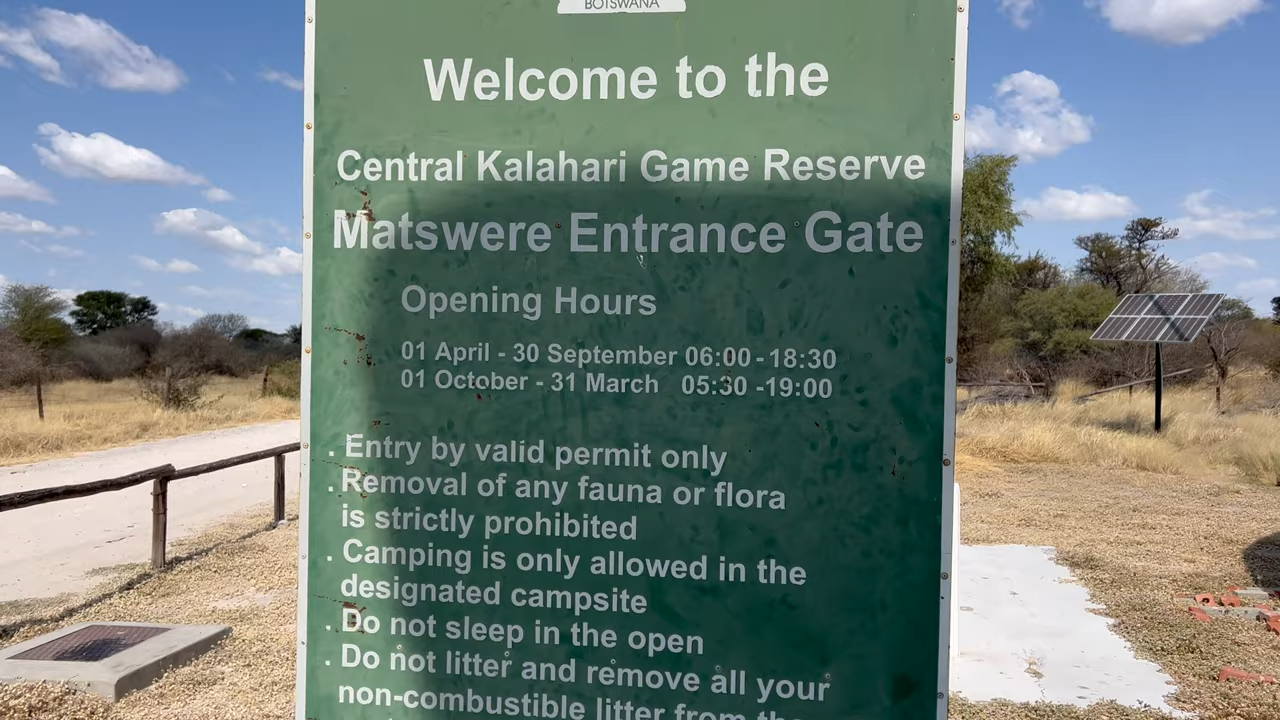 BOTSWANA
Welcome to the
Central Kalahari Game Reserve
Matswere Entrance Gate
Opening Hours
01 April - 30 September 06:00 - 18:30
01 October - 31 March 05:30 -19:00
. Entry by valid permit only
. Removal of any fauna or flora
is strictly prohibited
. Camping is only allowed in the
designated campsite
. Do not sleep in the open
. Do not litter and remove all your
non-combustible litter from the